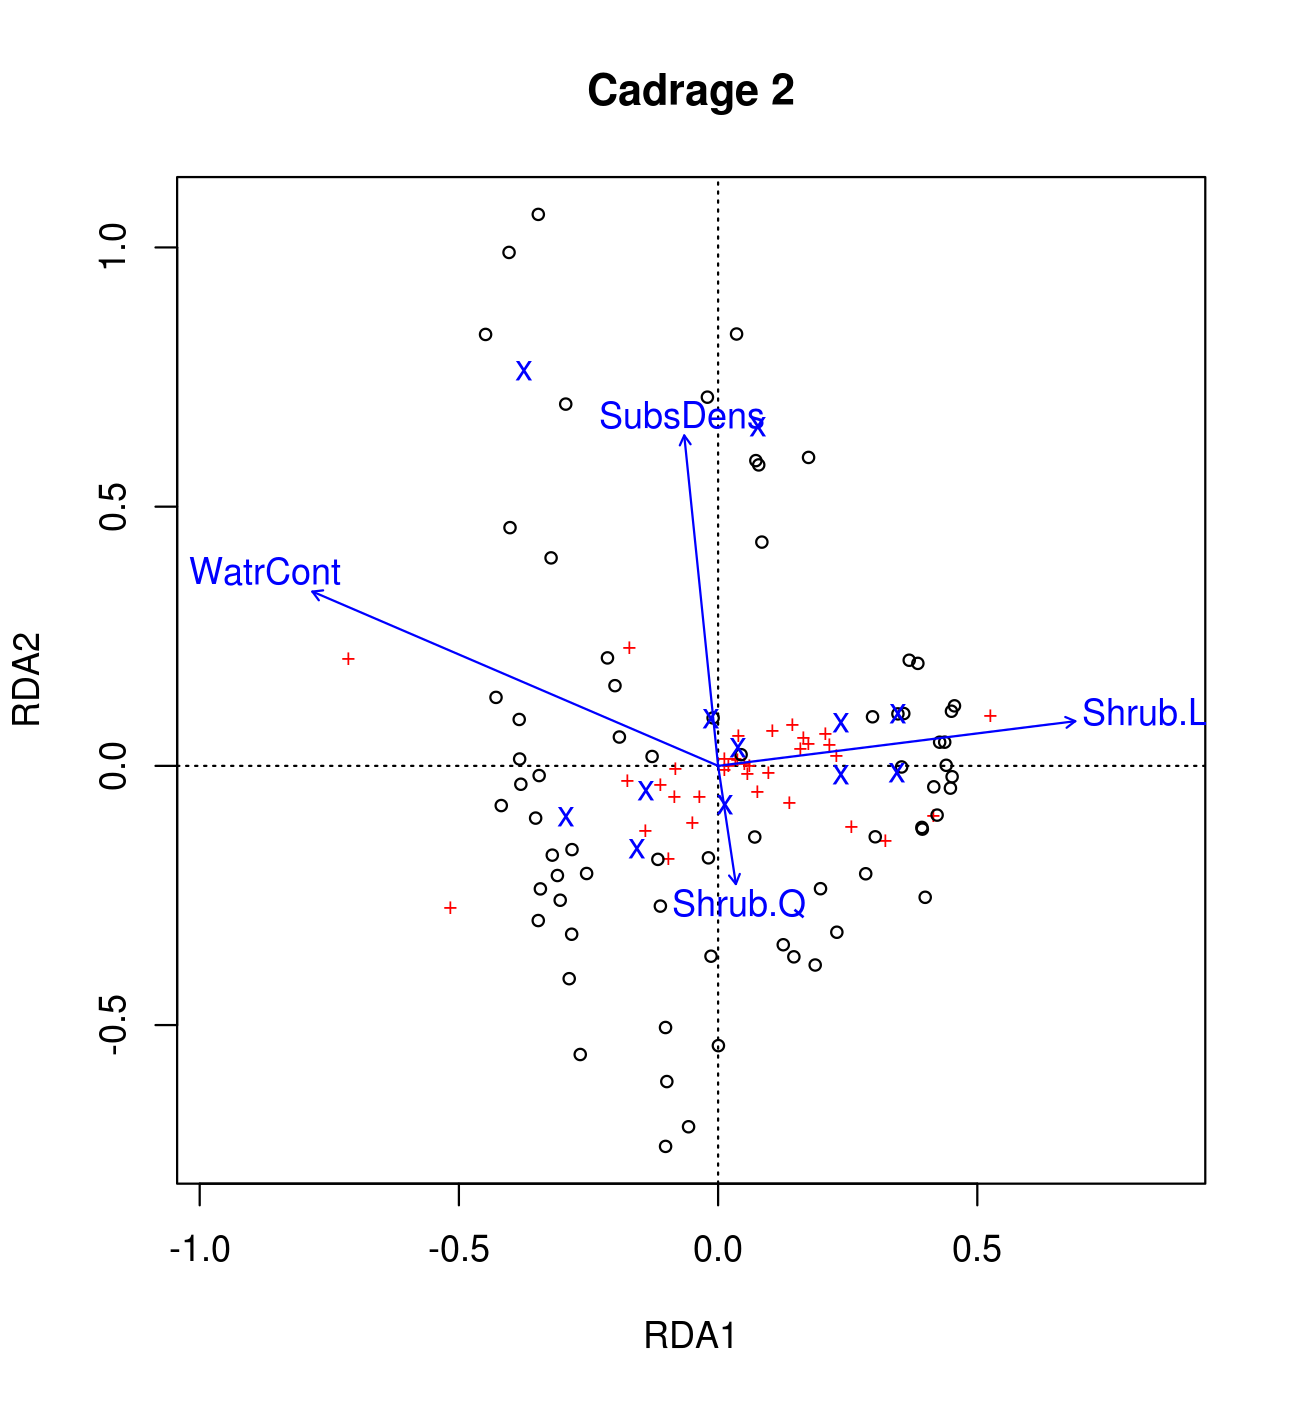 Cadrage 2
1.0
0.5
0.0
-0.5
RDA2
SubsDens
WatrCont
Shrub.L
Shrub.Q
X
X
X
X
X
X
X
X
X
X
X
X
-1.0 -0.5 0.0 0.5
RDA1